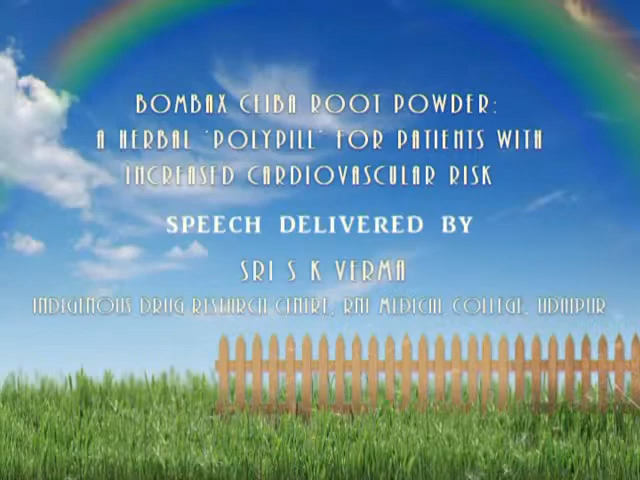 BOMBAX CEIBA ROOT POWDER:
A HERBAL 'POLYPILL' FOR PATIENTS WITH
INCREASED CARDIOVASCULAR RISK
SPEECH DELIVERED BY
SRI S K VERMA
INDIGENOUS DRUG RESEARCH CENTRE, RNT MEDICAL COLLEGE, UDAIPUR